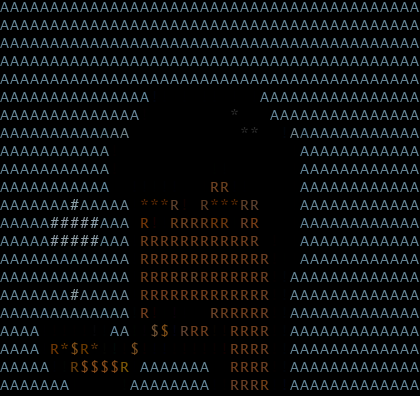 AAAAAAAAAAAAAAAAAAAAAAAAAAAAAAAAAAAAAAAAAA
AAAAAAAAAAAAAAAAAAAAAAAAAAAAAAAAAAAAAAAAAA
AAAAAAAAAAAAAAAAAAAAAAAAAAAAAAAAAAAAAAAAAA
AAAAAAAAAAAAAAAAAAAAAAAAAAAAAAAAAAAAAAAAAA
AAAAAAAAAAAAAAAAAAAAAAAAAAAAAAAAAAAAAAAAAA
AAAAAAAAAAAAAAA           AAAAAAAAAAAAAAAA
AAAAAAAAAAAAAA         *   AAAAAAAAAAAAAAA
AAAAAAAAAAAAA           **   AAAAAAAAAAAAA
AAAAAAAAAAA                   AAAAAAAAAAAA
AAAAAAAAAAA                   AAAAAAAAAAAA
AAAAAAAAAAA          RR       AAAAAAAAAAAA
AAAAAAA#AAAAA ***R  R***RR    AAAAAAAAAAAA
AAAAA#####AAA R  RRRRRR RR    AAAAAAAAAAAA
AAAAA#####AAA RRRRRRRRRRRR    AAAAAAAAAAAA
AAAAAAAAAAAAA RRRRRRRRRRRRR   AAAAAAAAAAAA
AAAAAAAAAAAAA RRRRRRRRRRRRR  AAAAAAAAAAAAA
AAAAAAA#AAAAA RRRRRRRRRRRRR  AAAAAAAAAAAAA
AAAAAAAAAAAAA R      RRRRRR  AAAAAAAAAAAAA
AAAA       AA  $$ RRR  RRRR  AAAAAAAAAAAAA
AAAA R*$R*   $         RRRR  AAAAAAAAAAAAA
AAAAA  R$$$$R AAAAAAA  RRRR  AAAAAAAAAAAAA
AAAAAAA      AAAAAAAA  RRRR  AAAAAAAAAAAAA